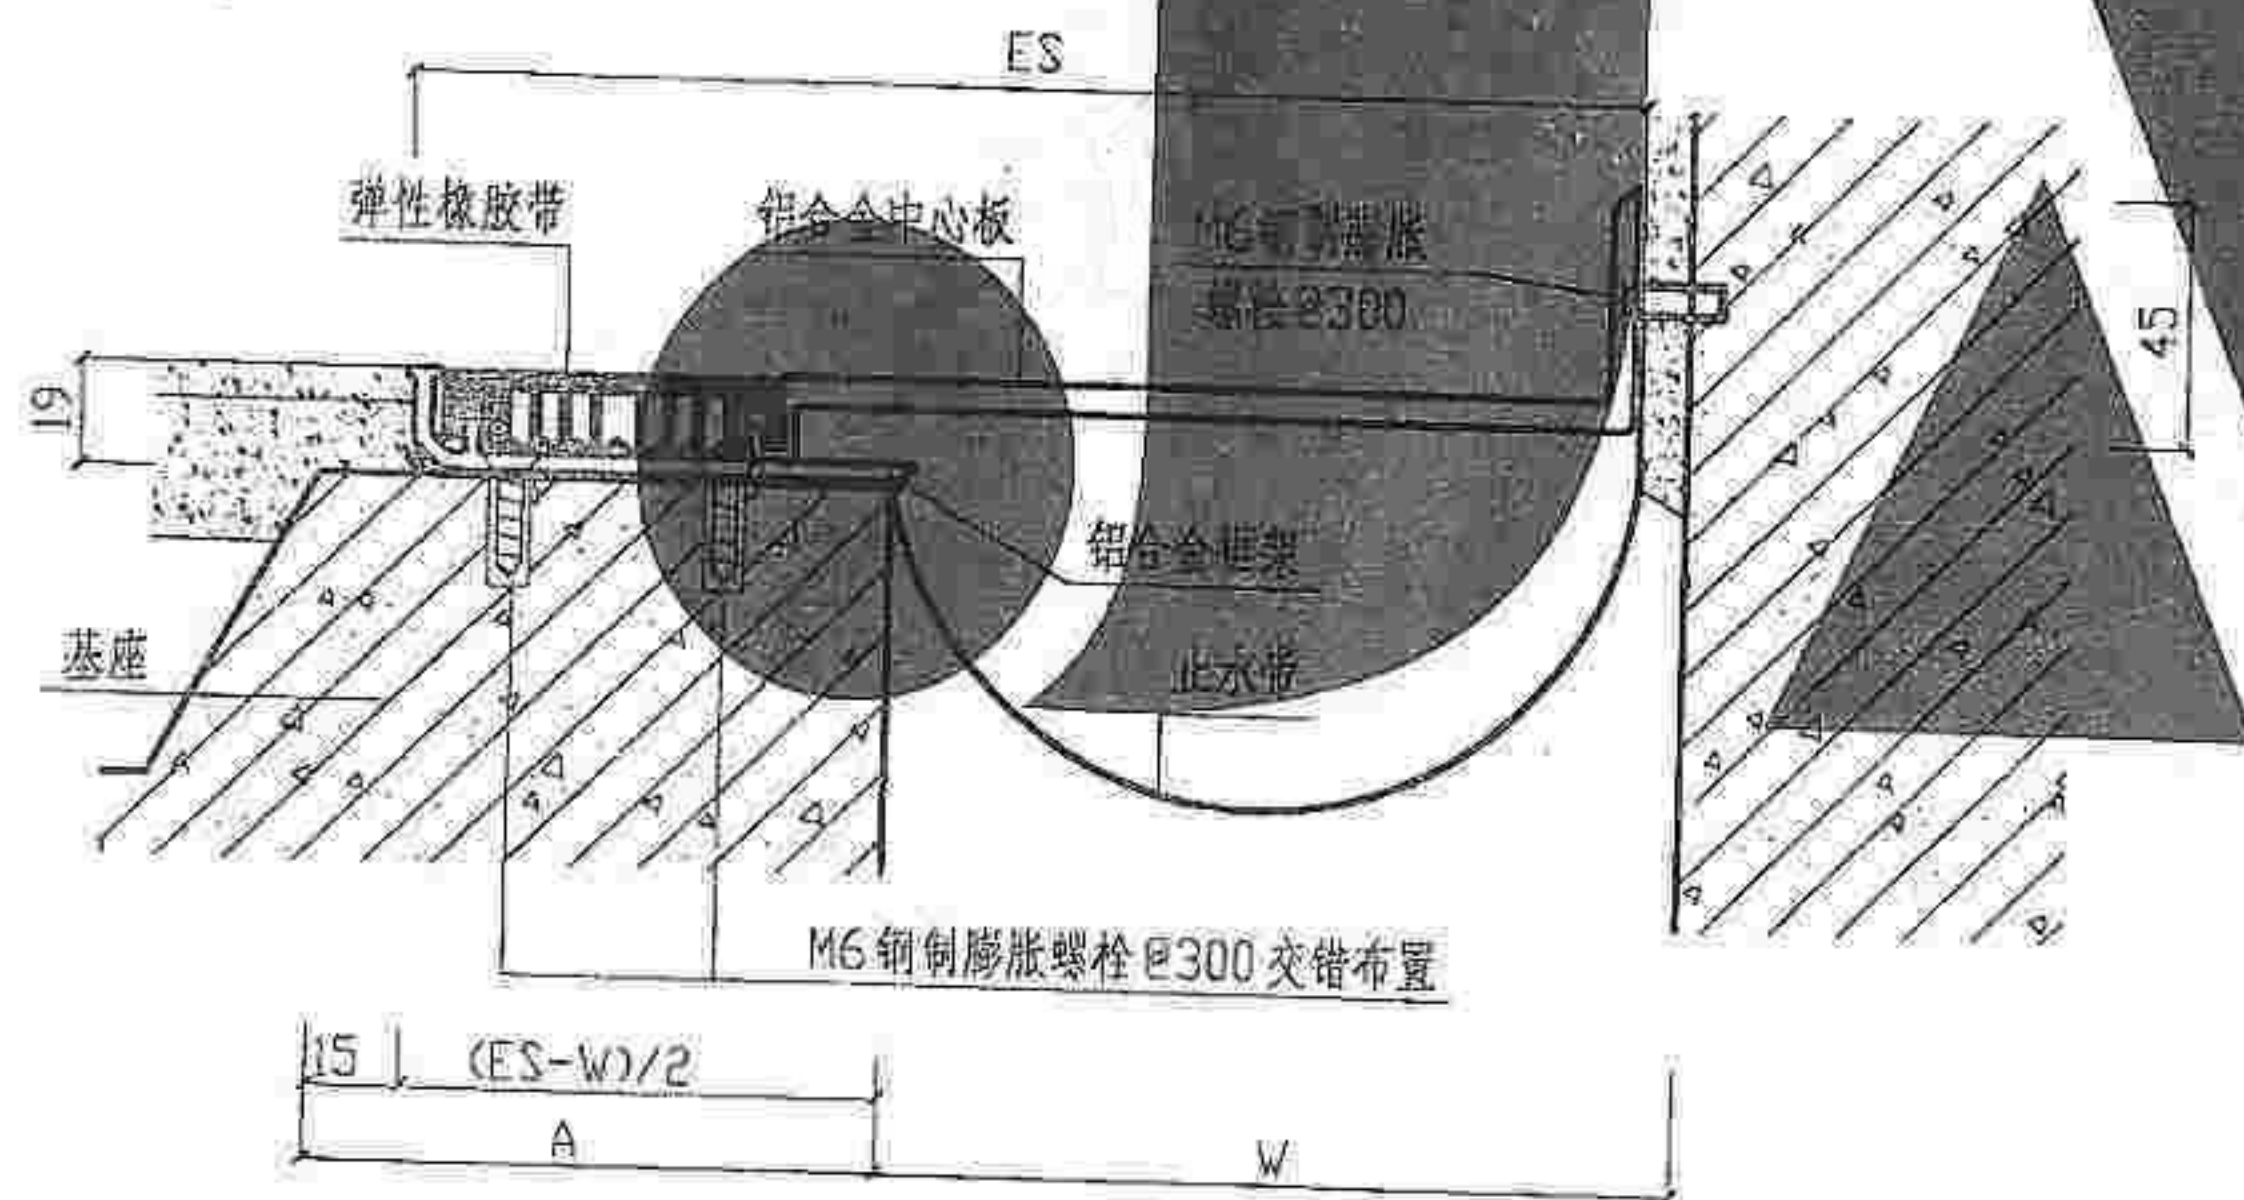 ES
弹性橡胶带
铝合金中心板
M6钢制膨胀
螺栓@300
19
45
铝合金框架
基座
止水带
M6钢制膨胀螺栓@300交错布置
15
(ES-W)/2
A
W